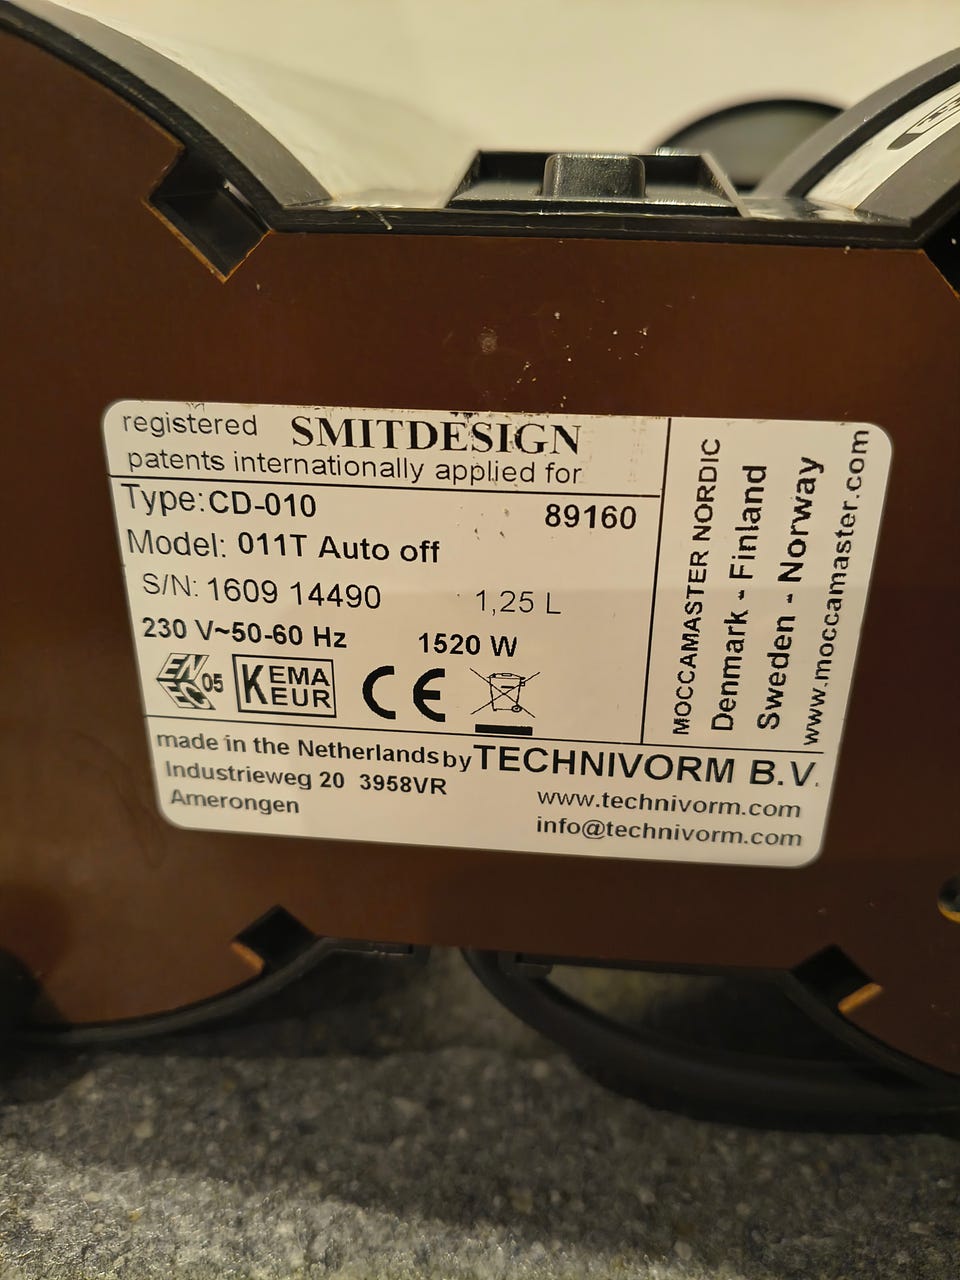 registered SMITDESIGN
patents internationally applied for
Type: CD-010 89160
Model: 011T Auto off
S/N: 1609 14490 1,25 L
230 V~50-60 Hz 1520 W
EN EC 05 KEMA KEUR CE
made in the Netherlands by TECHNIVORM B.V.
Industrieweg 20 3958VR
Amerongen
www.technivorm.com
info@technivorm.com
MOCCAMASTER NORDIC
Denmark - Finland
Sweden - Norway
www.moccamaster.com